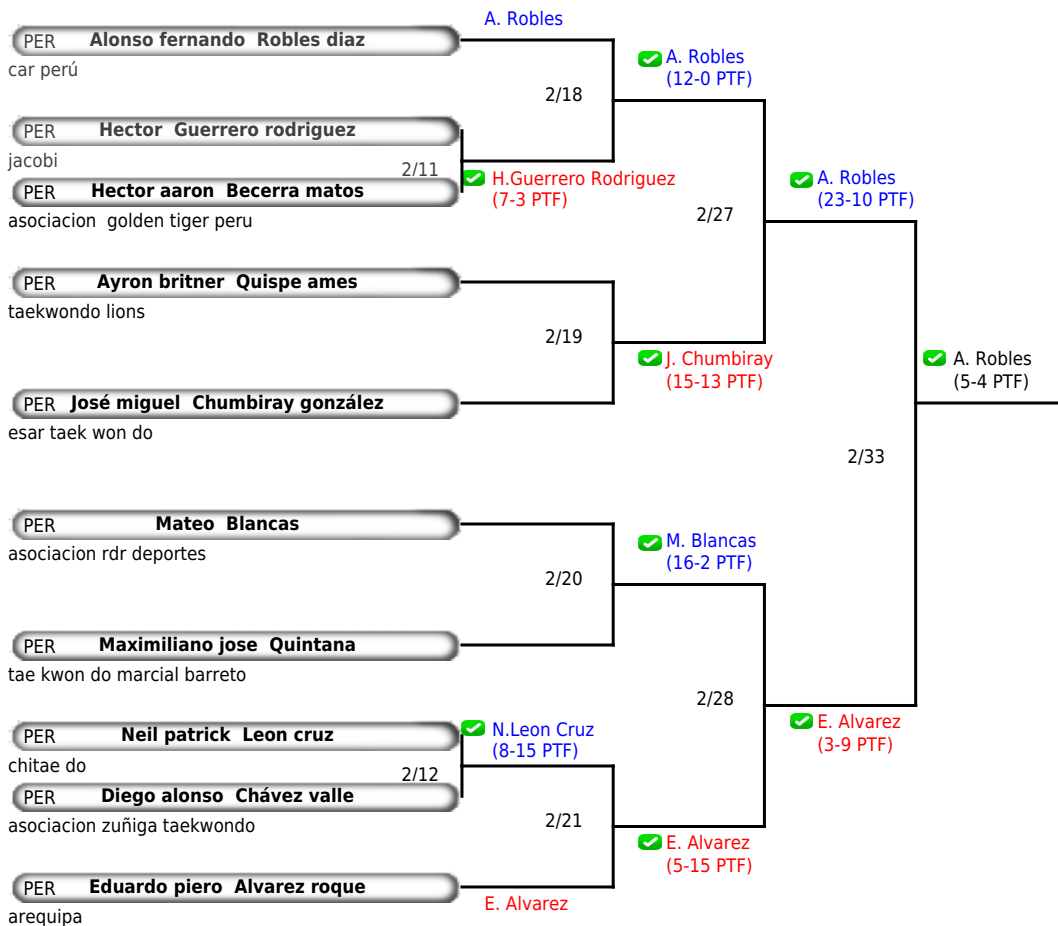 A. Robles
PER Alonso fernando Robles diaz
car perú
A. Robles
(12-0 PTF)
2/18
PER Hector Guerrero rodriguez
jacobi
2/11
H.Guerrero Rodriguez
(7-3 PTF)
PER Hector aaron Becerra matos
asociacion golden tiger peru
A. Robles
(23-10 PTF)
2/27
PER Ayron britner Quispe ames
taekwondo lions
2/19
J. Chumbiray
(15-13 PTF)
A. Robles
(5-4 PTF)
PER José miguel Chumbiray gonzález
esar taek won do
2/33
PER Mateo Blancas
asociacion rdr deportes
M. Blancas
(16-2 PTF)
2/20
PER Maximiliano jose Quintana
tae kwon do marcial barreto
2/28
E. Alvarez
(3-9 PTF)
PER Neil patrick Leon cruz
chitae do
N.Leon Cruz
(8-15 PTF)
2/12
PER Diego alonso Chávez valle
asociacion zuñiga taekwondo
2/21
E. Alvarez
(5-15 PTF)
PER Eduardo piero Alvarez roque
arequipa
E. Alvarez